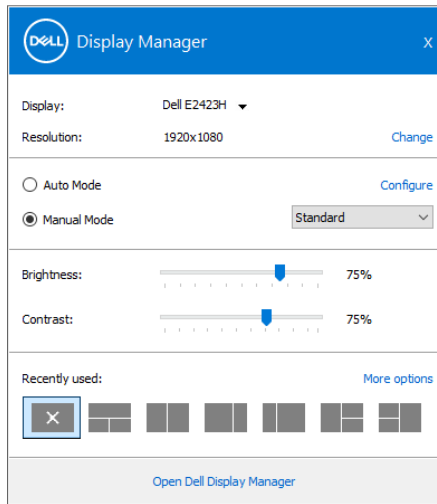 DELL Display Manager X
Display: Dell E2423H
Resolution: 1920x1080 Change
Auto Mode Configure
Manual Mode Standard
Brightness: 75%
Contrast: 75%
Recently used: More options
Open Dell Display Manager